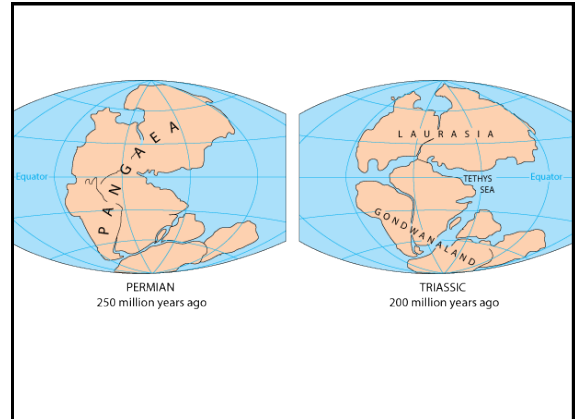 PANGAEA
Equator
PERMIAN
250 million years ago
LAURASIA
TETHYS
SEA
Equator
GONDWANALAND
TRIASSIC
200 million years ago